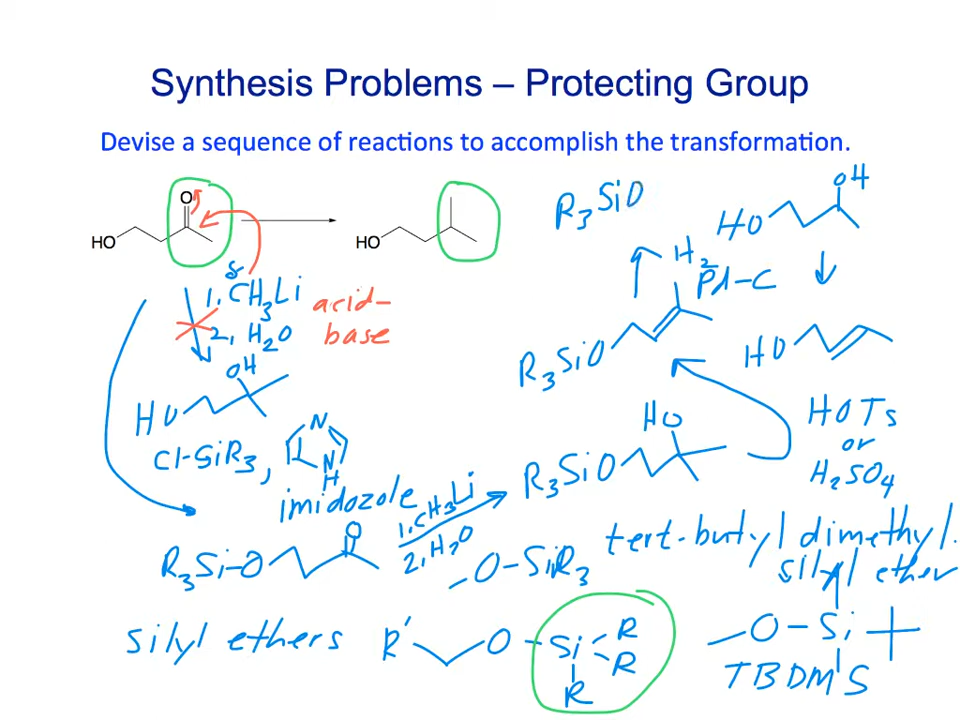 Synthesis Problems – Protecting Group
Devise a sequence of reactions to accomplish the transformation.
O
HO
HO
R3SiO
OH
HO
H2
Pd-C
1. CH3Li
2, H2O
acid-
base
OH
HO
R3SiO
HO
HOTs
or
H2SO4
Cl-SiR3,
N
N
H
imidozole
HO
R3SiO
1. CH3Li
2, H2O
O
R3Si-O
-O-SiR3
tert-butyl dimethyl.
silyl ether
silyl ethers
R' O-Si R
R
R
-O-Si
TBDMS